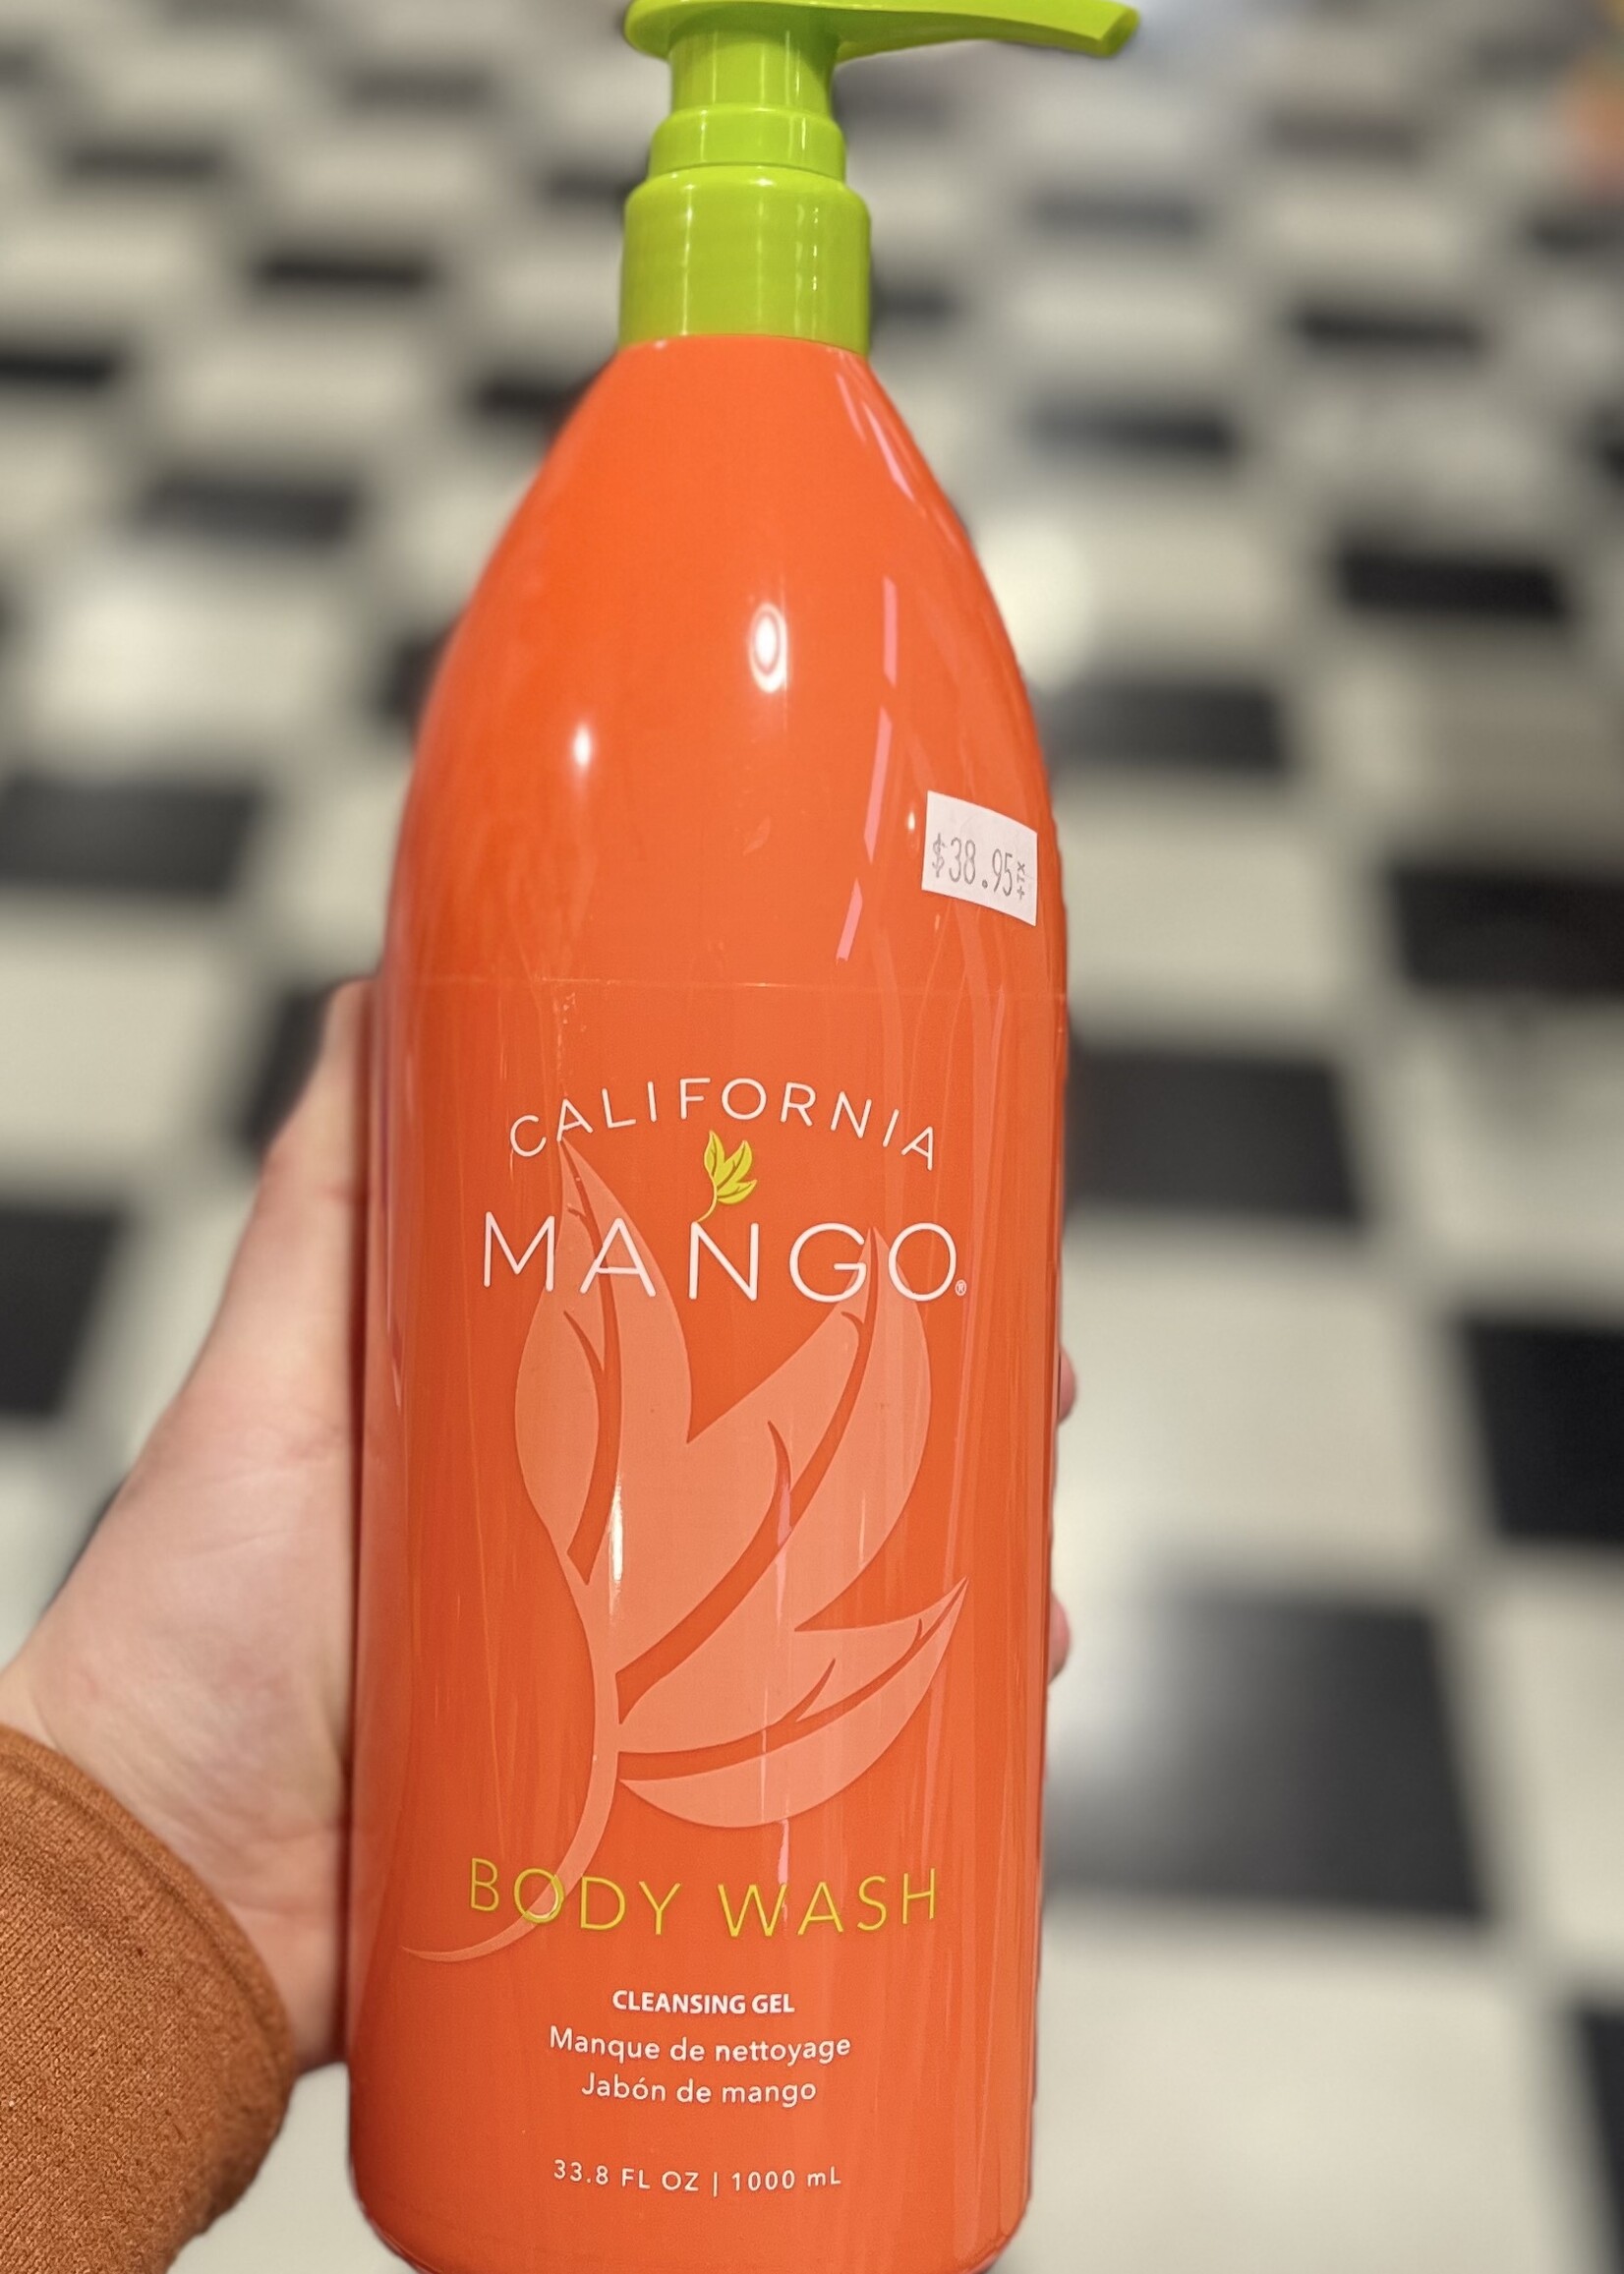 $38.95+TX
CALIFORNIA
MANGO®
BODY WASH
CLEANSING GEL
Manque de nettoyage
Jabón de mango
33.8 FL OZ | 1000 mL